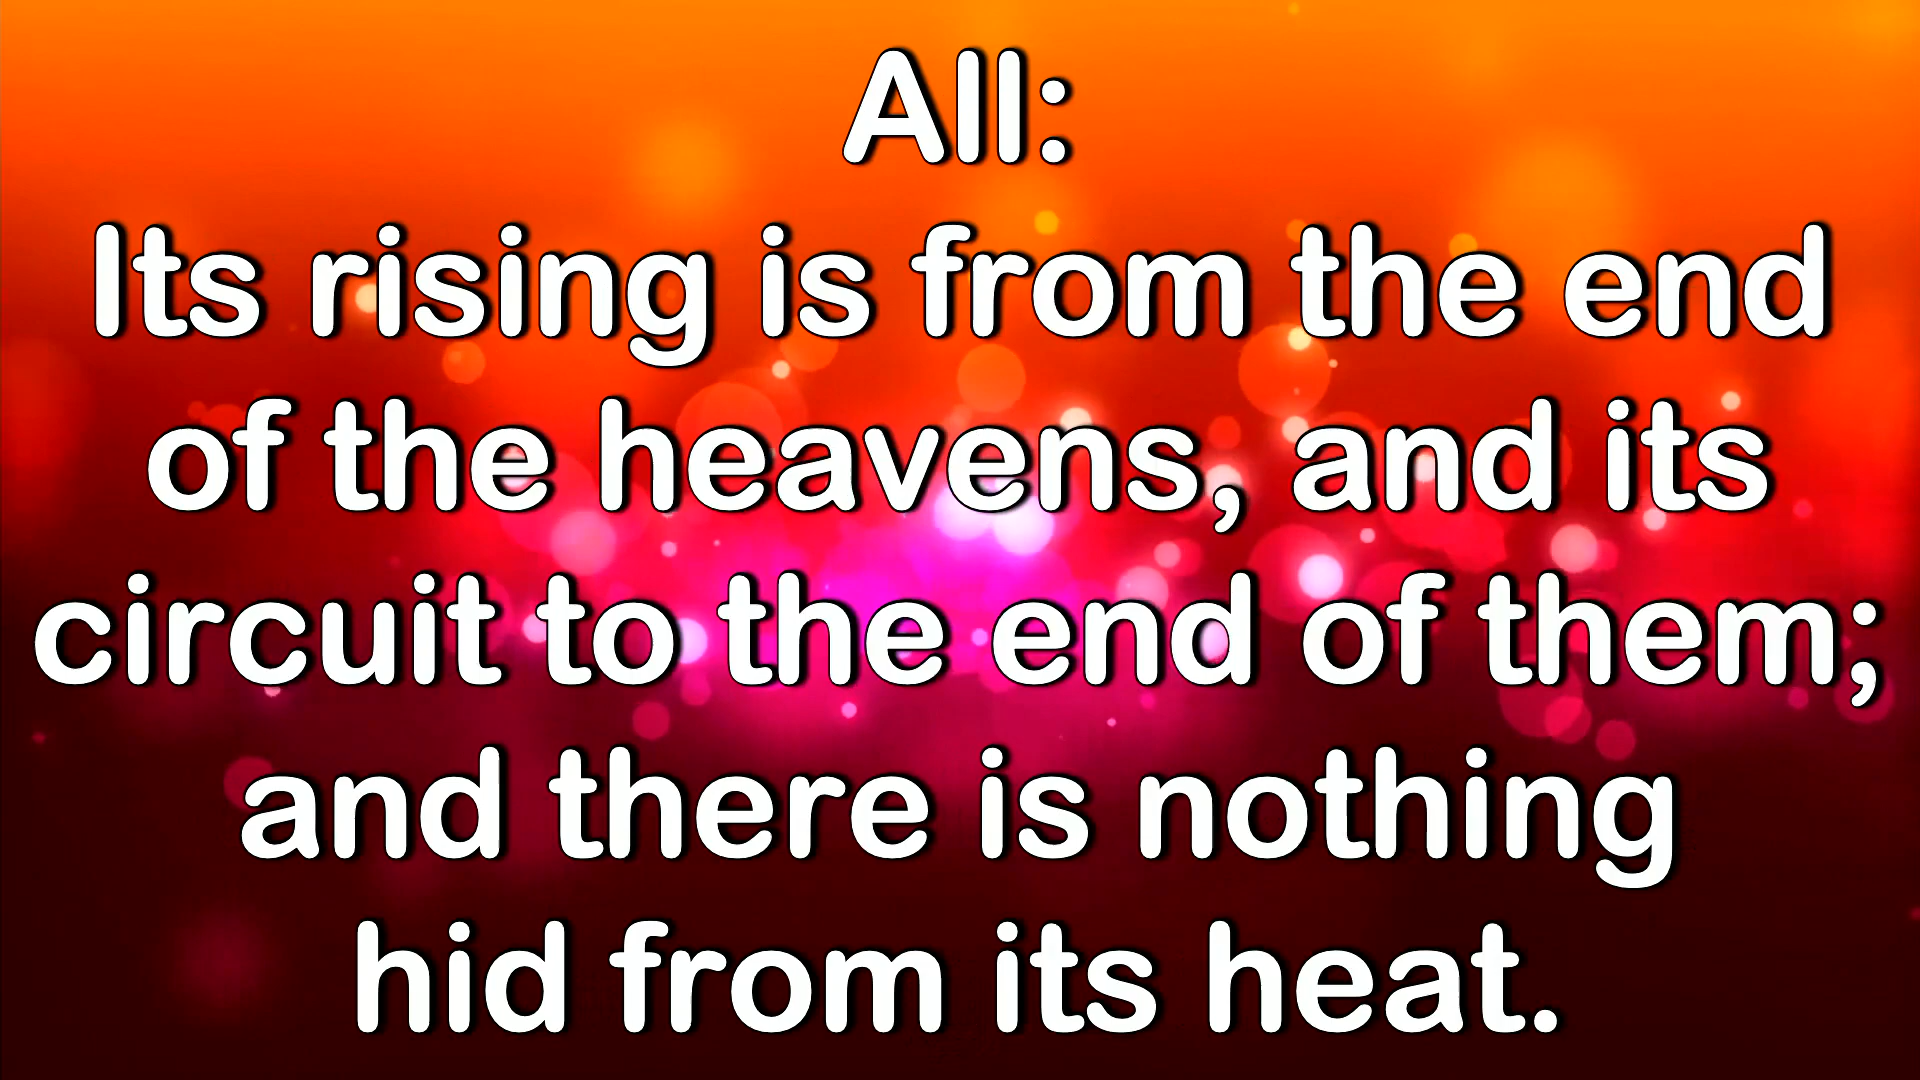 All:
Its rising is from the end
of the heavens, and its
circuit to the end of them;
and there is nothing
hid from its heat.